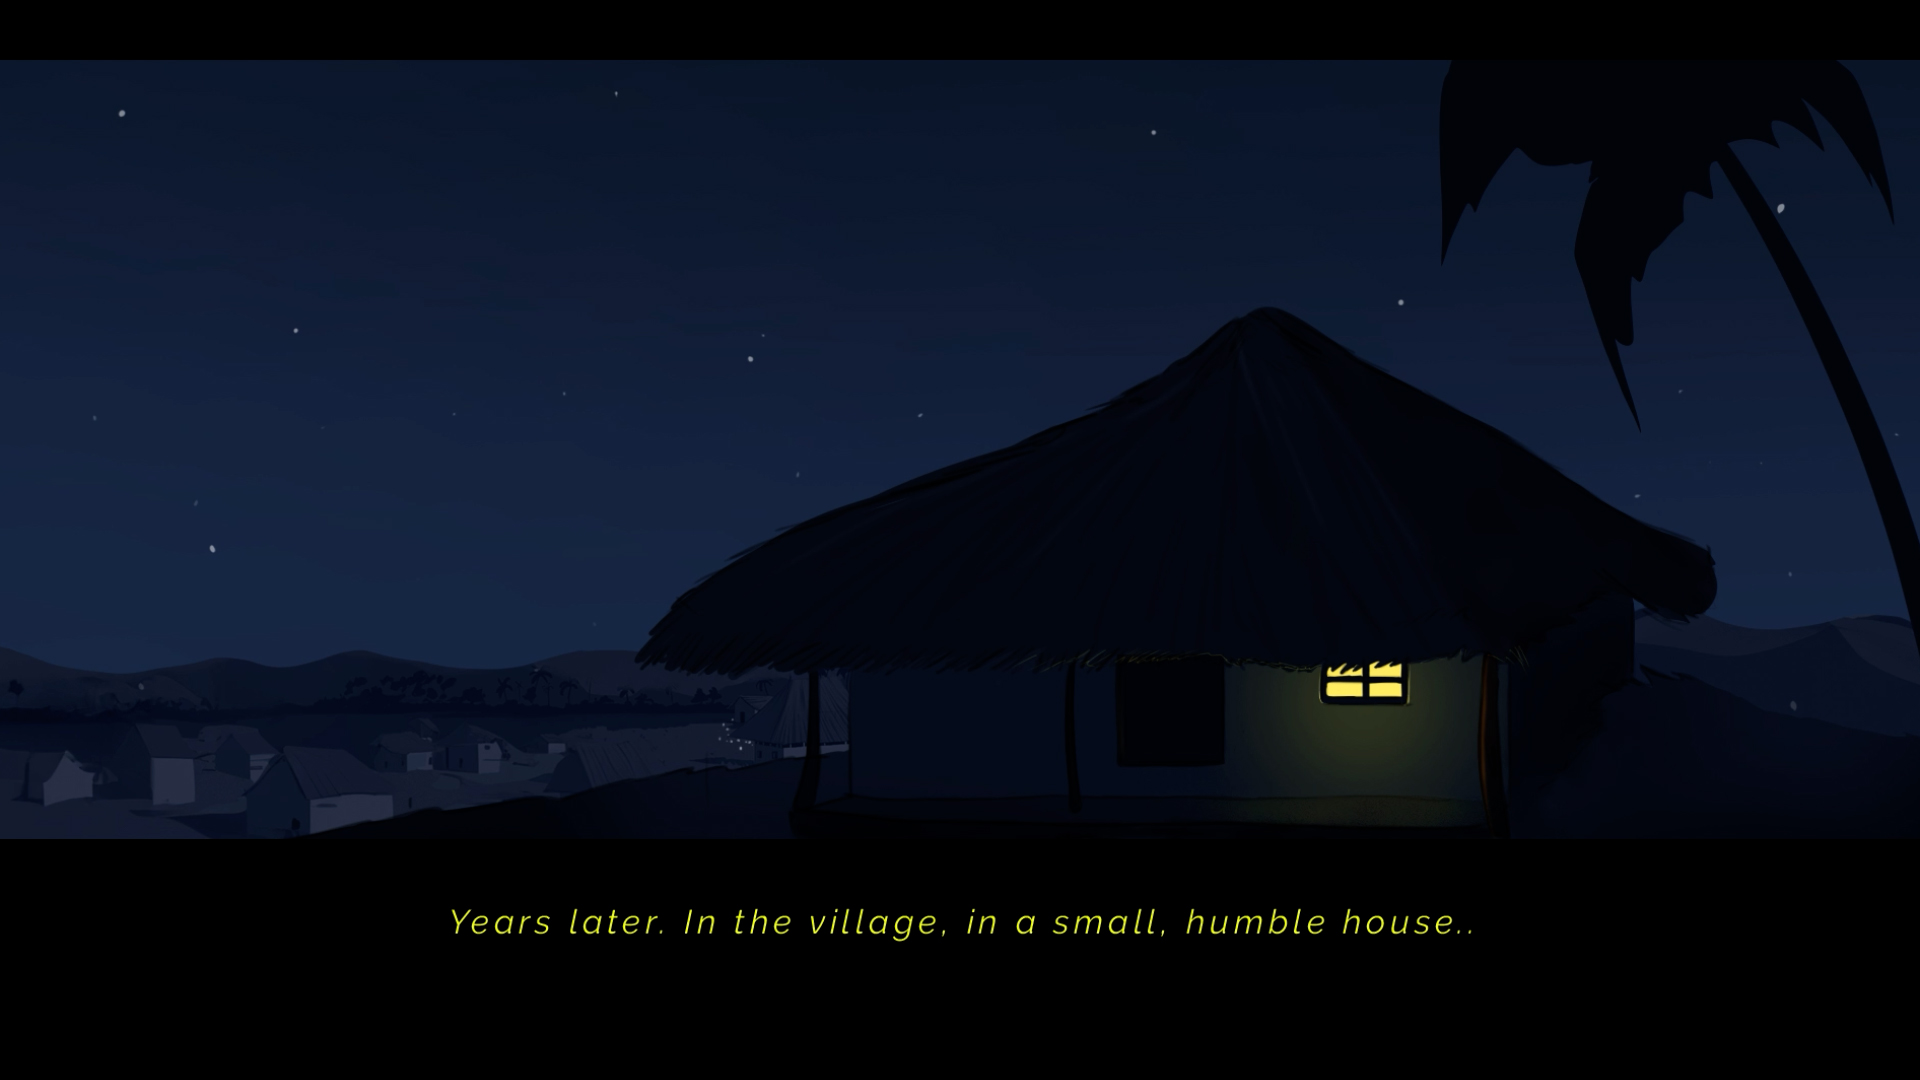 Years later. In the village, in a small, humble house..